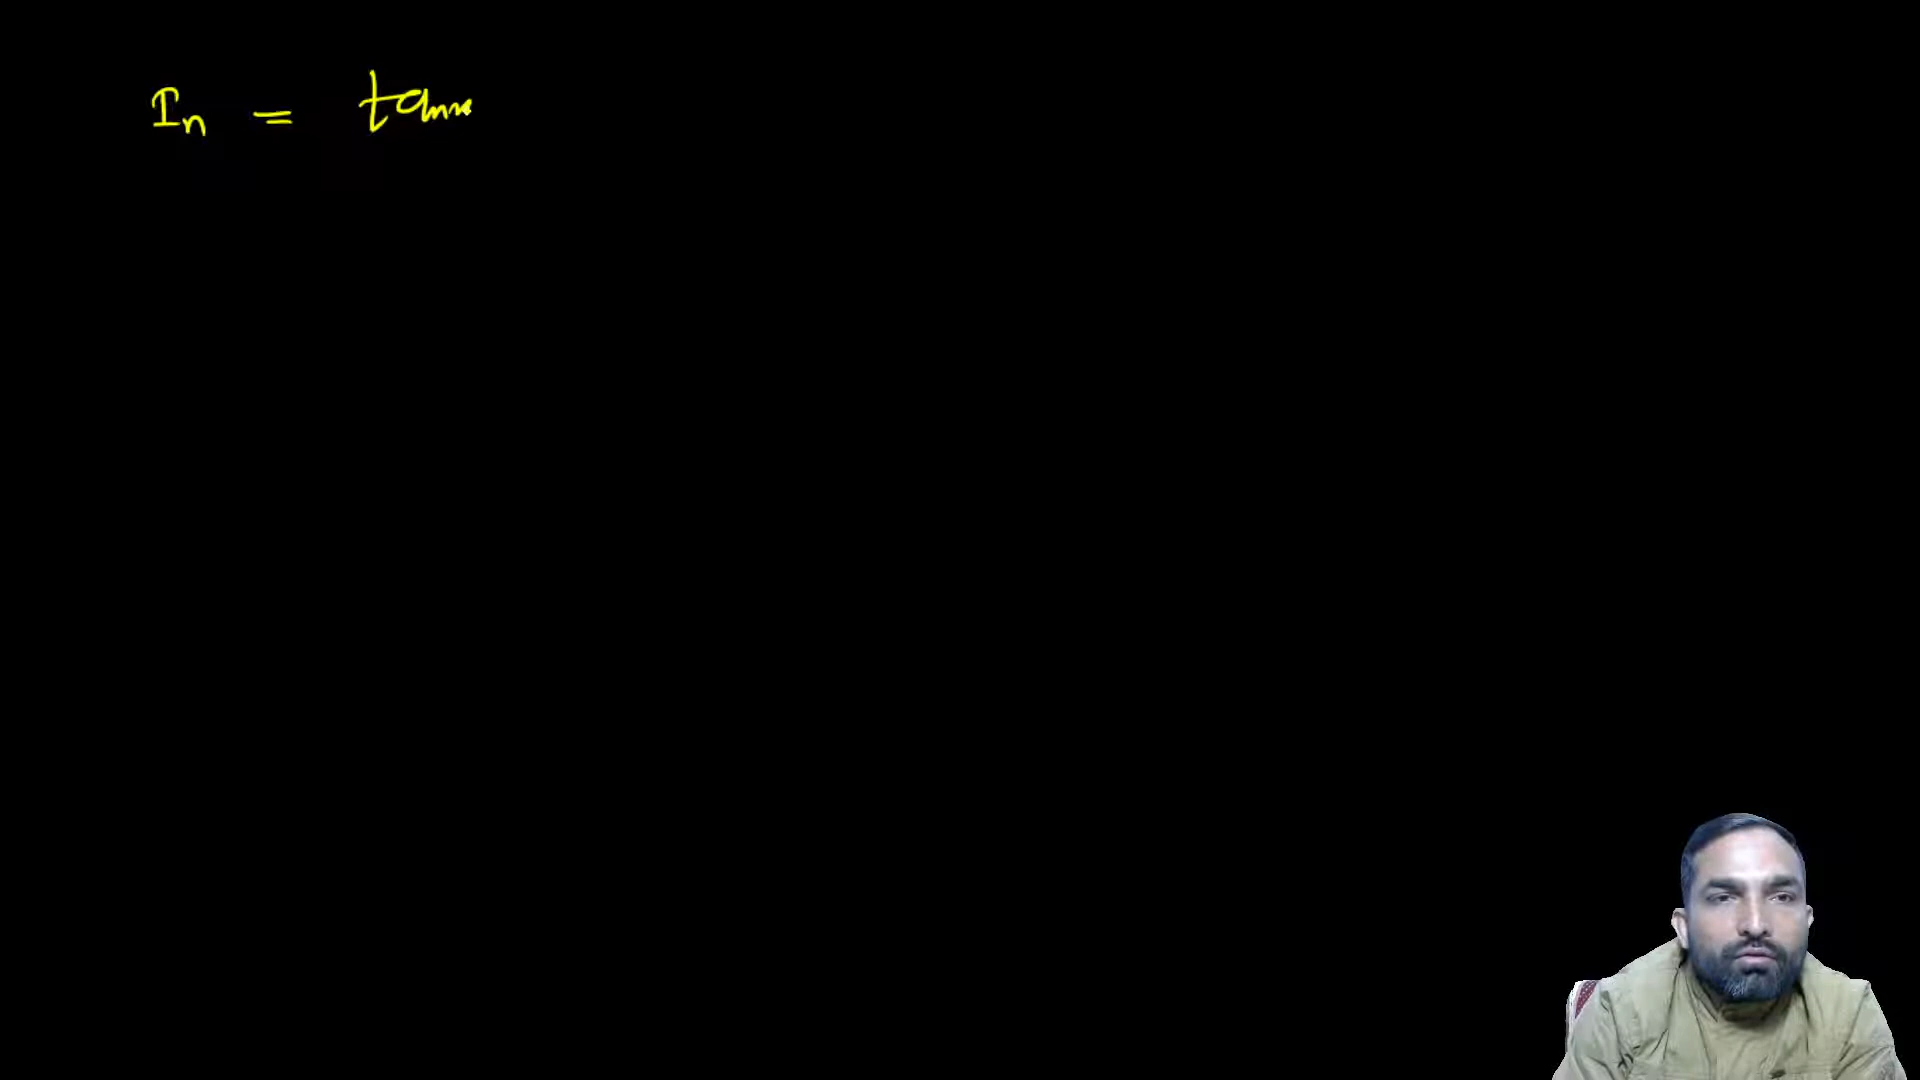 In = tanx